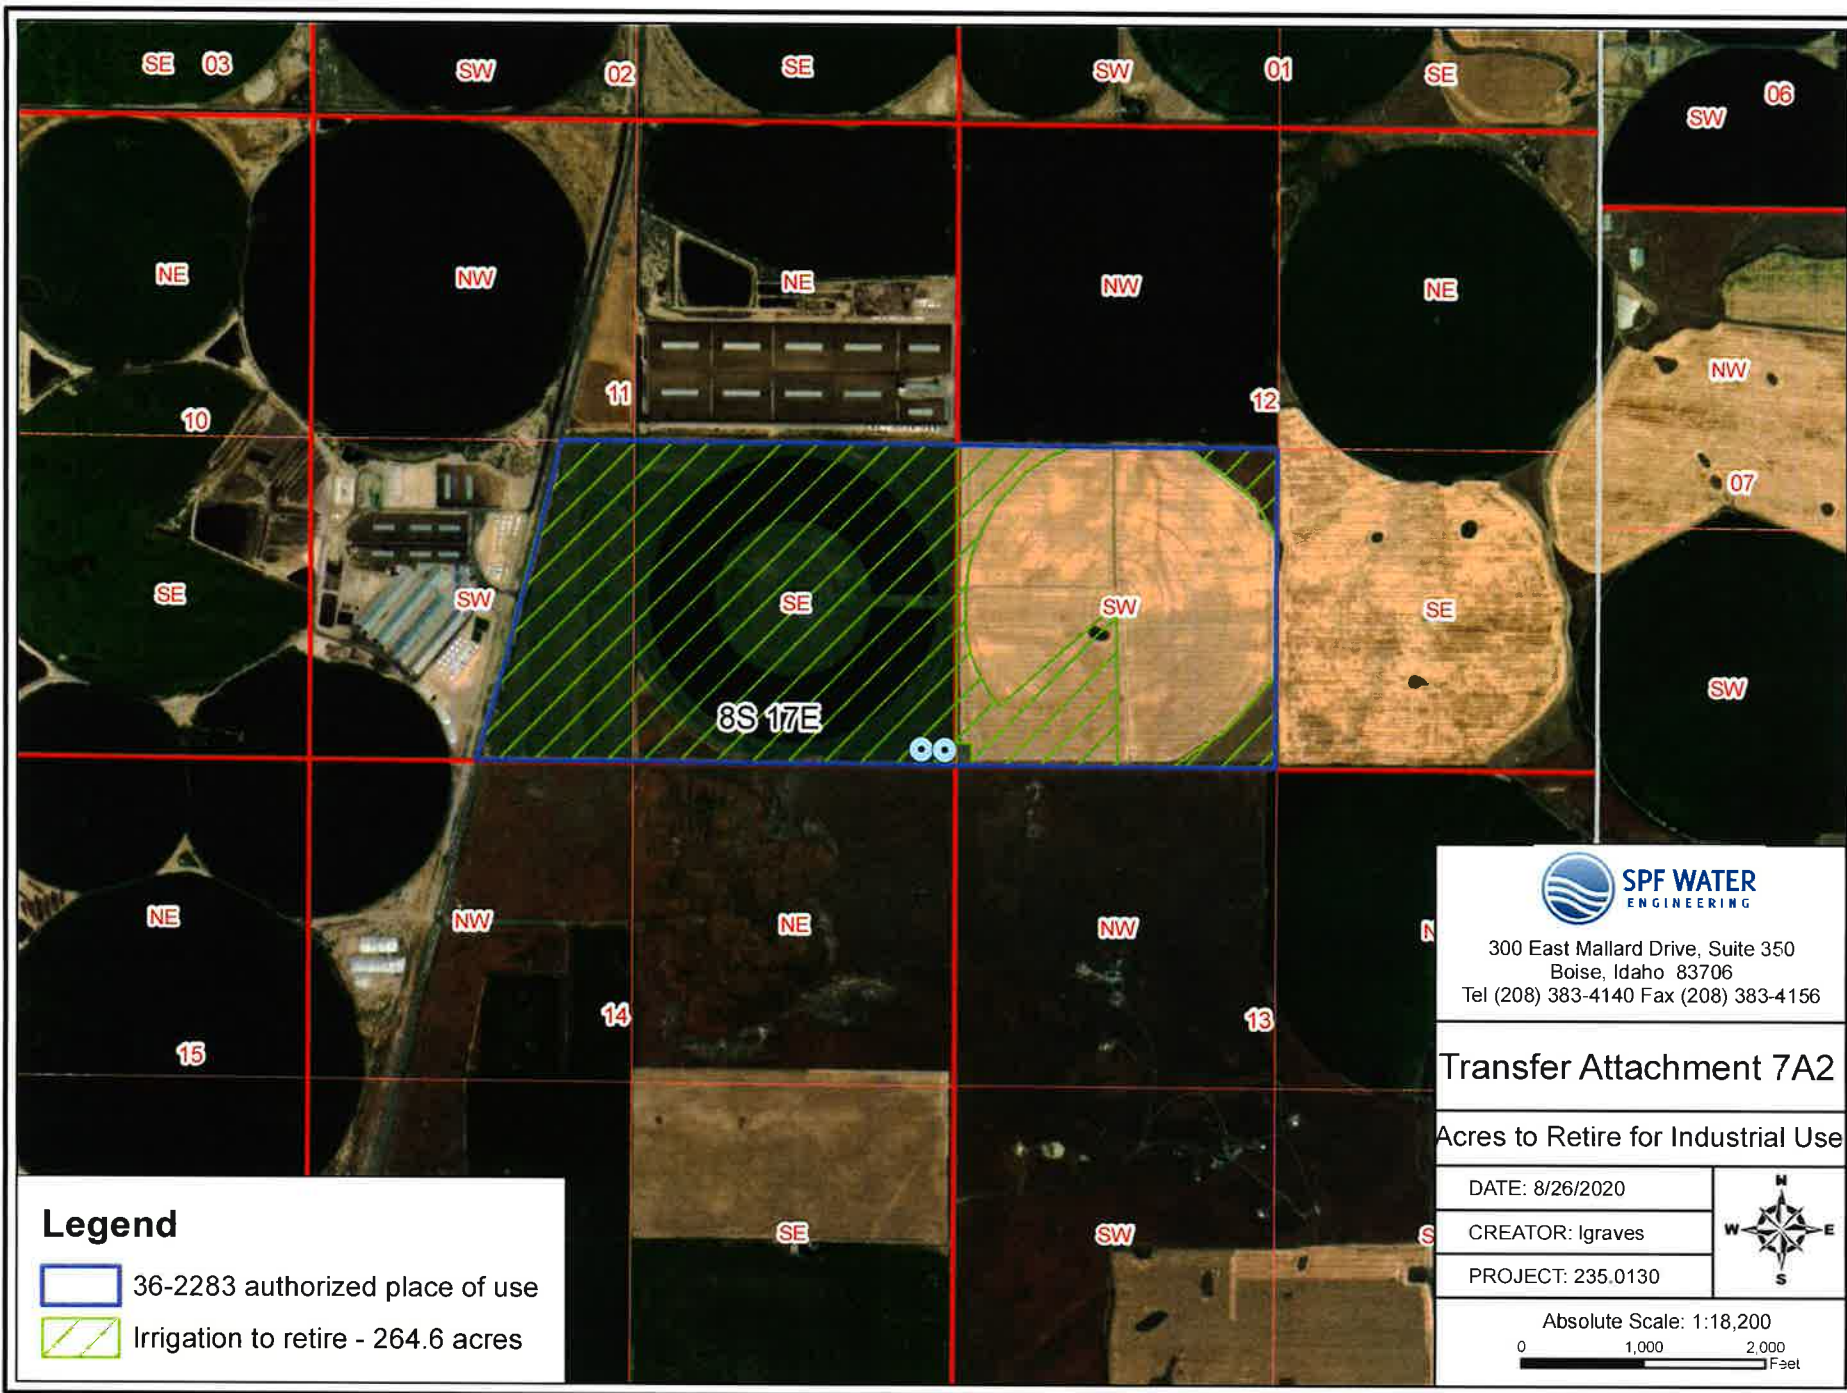 SE 03
SW
02
SE
SW
01
SE
06
SW
NE
NW
NE
NW
NE
NW
10
11
12
07
SE
SW
SE
SW
SE
SW
8S 17E
NE
NW
NE
NW
N
15
14
13
SE
SW
S
Legend
36-2283 authorized place of use
Irrigation to retire - 264.6 acres
SPF WATER
ENGINEERING
300 East Mallard Drive, Suite 350
Boise, Idaho 83706
Tel (208) 383-4140 Fax (208) 383-4156
Transfer Attachment 7A2
Acres to Retire for Industrial Use
DATE: 8/26/2020
CREATOR: lgraves
PROJECT: 235.0130
N
W E
S
Absolute Scale: 1:18,200
0 1,000 2,000
Feet